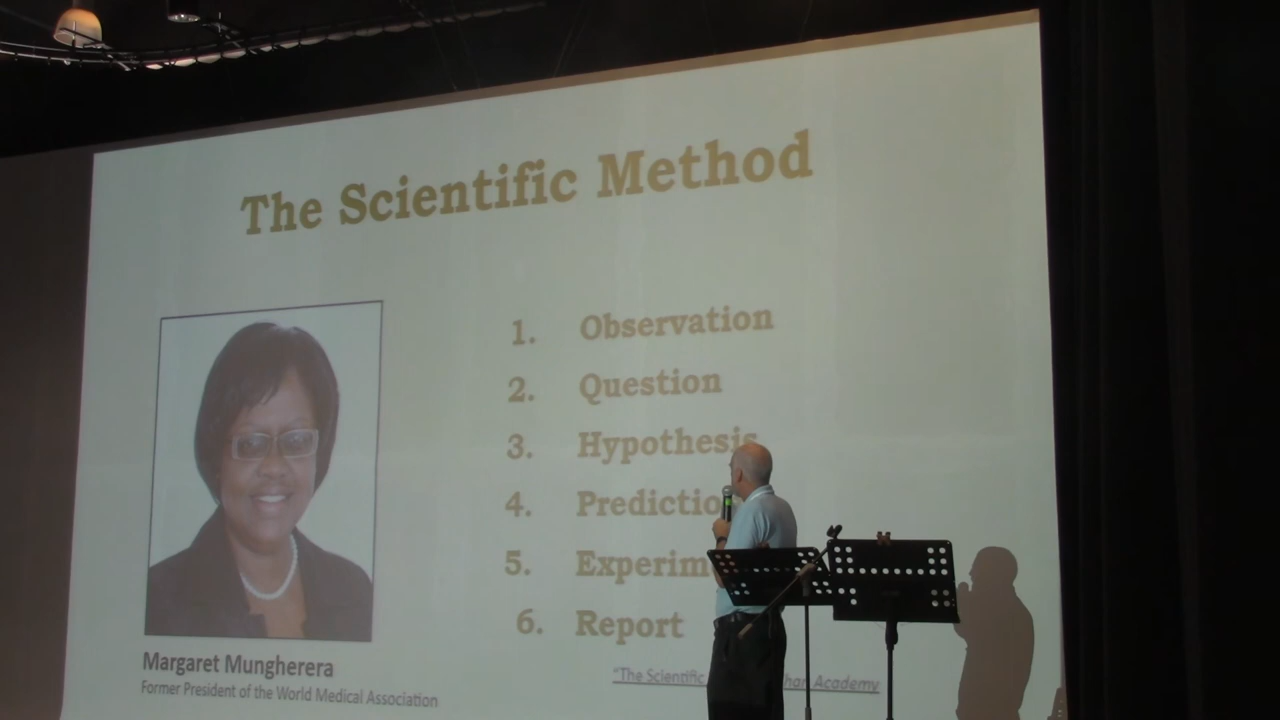 The Scientific Method
1. Observation
2. Question
3. Hypothesis
4. Predictio
5. Experim
6. Report
Margaret Mungherera
Former President of the World Medical Association
"The Scientific han Academy